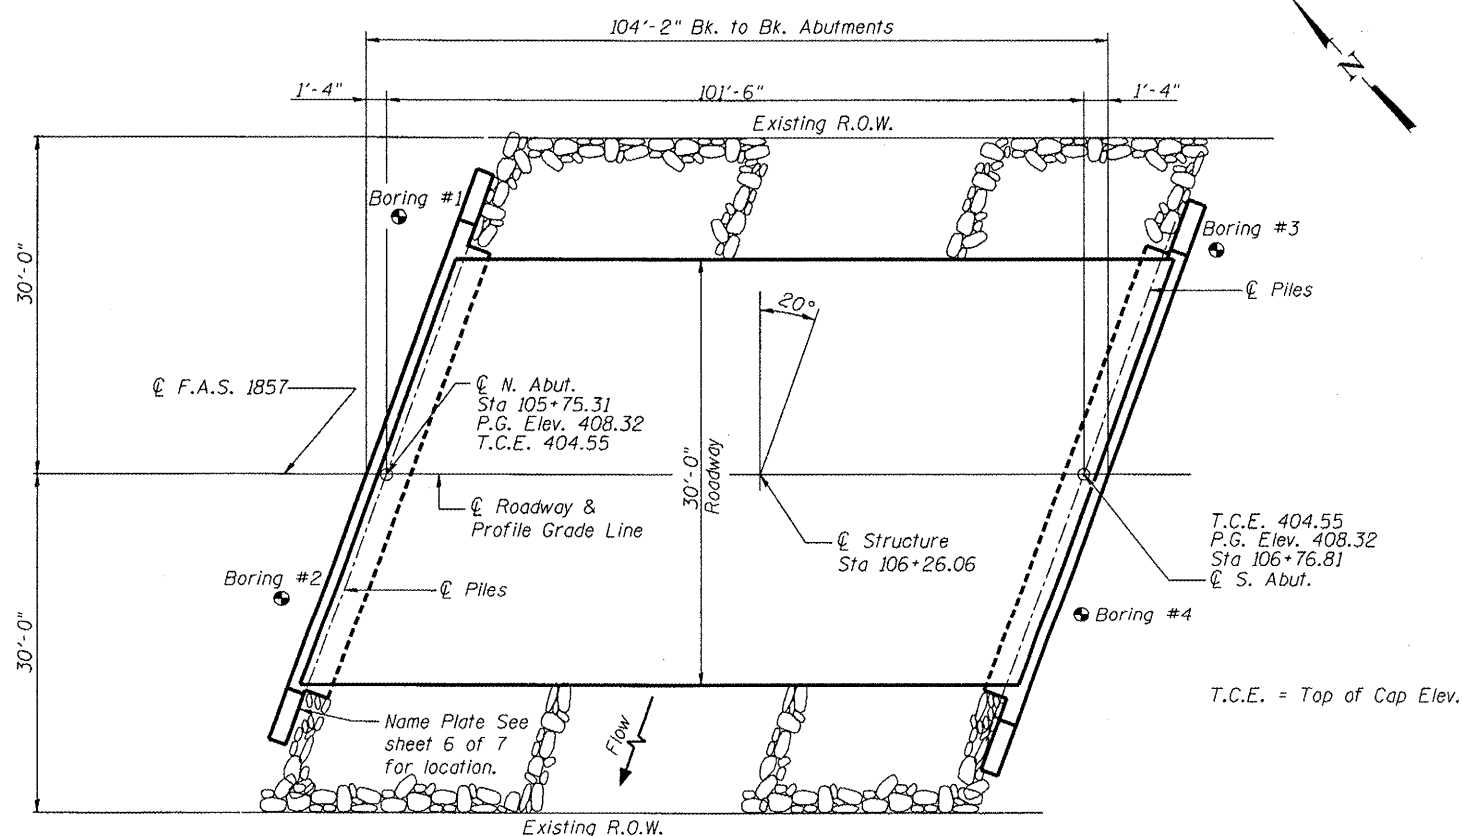 104'-2" Bk. to Bk. Abutments
1'-4"
101'-6"
1'-4"
N
Existing R.O.W.
Boring #1
Boring #3
30'-0"
℄ Piles
20°
℄ F.A.S. 1857
℄ N. Abut.
Sta 105+75.31
P.G. Elev. 408.32
T.C.E. 404.55
30'-0"
Roadway
℄ Roadway &
Profile Grade Line
℄ Structure
Sta 106+26.06
T.C.E. 404.55
P.G. Elev. 408.32
Sta 106+76.81
℄ S. Abut.
Boring #2
℄ Piles
Boring #4
30'-0"
T.C.E. = Top of Cap Elev.
Name Plate See
sheet 6 of 7
for location.
Flow
Existing R.O.W.